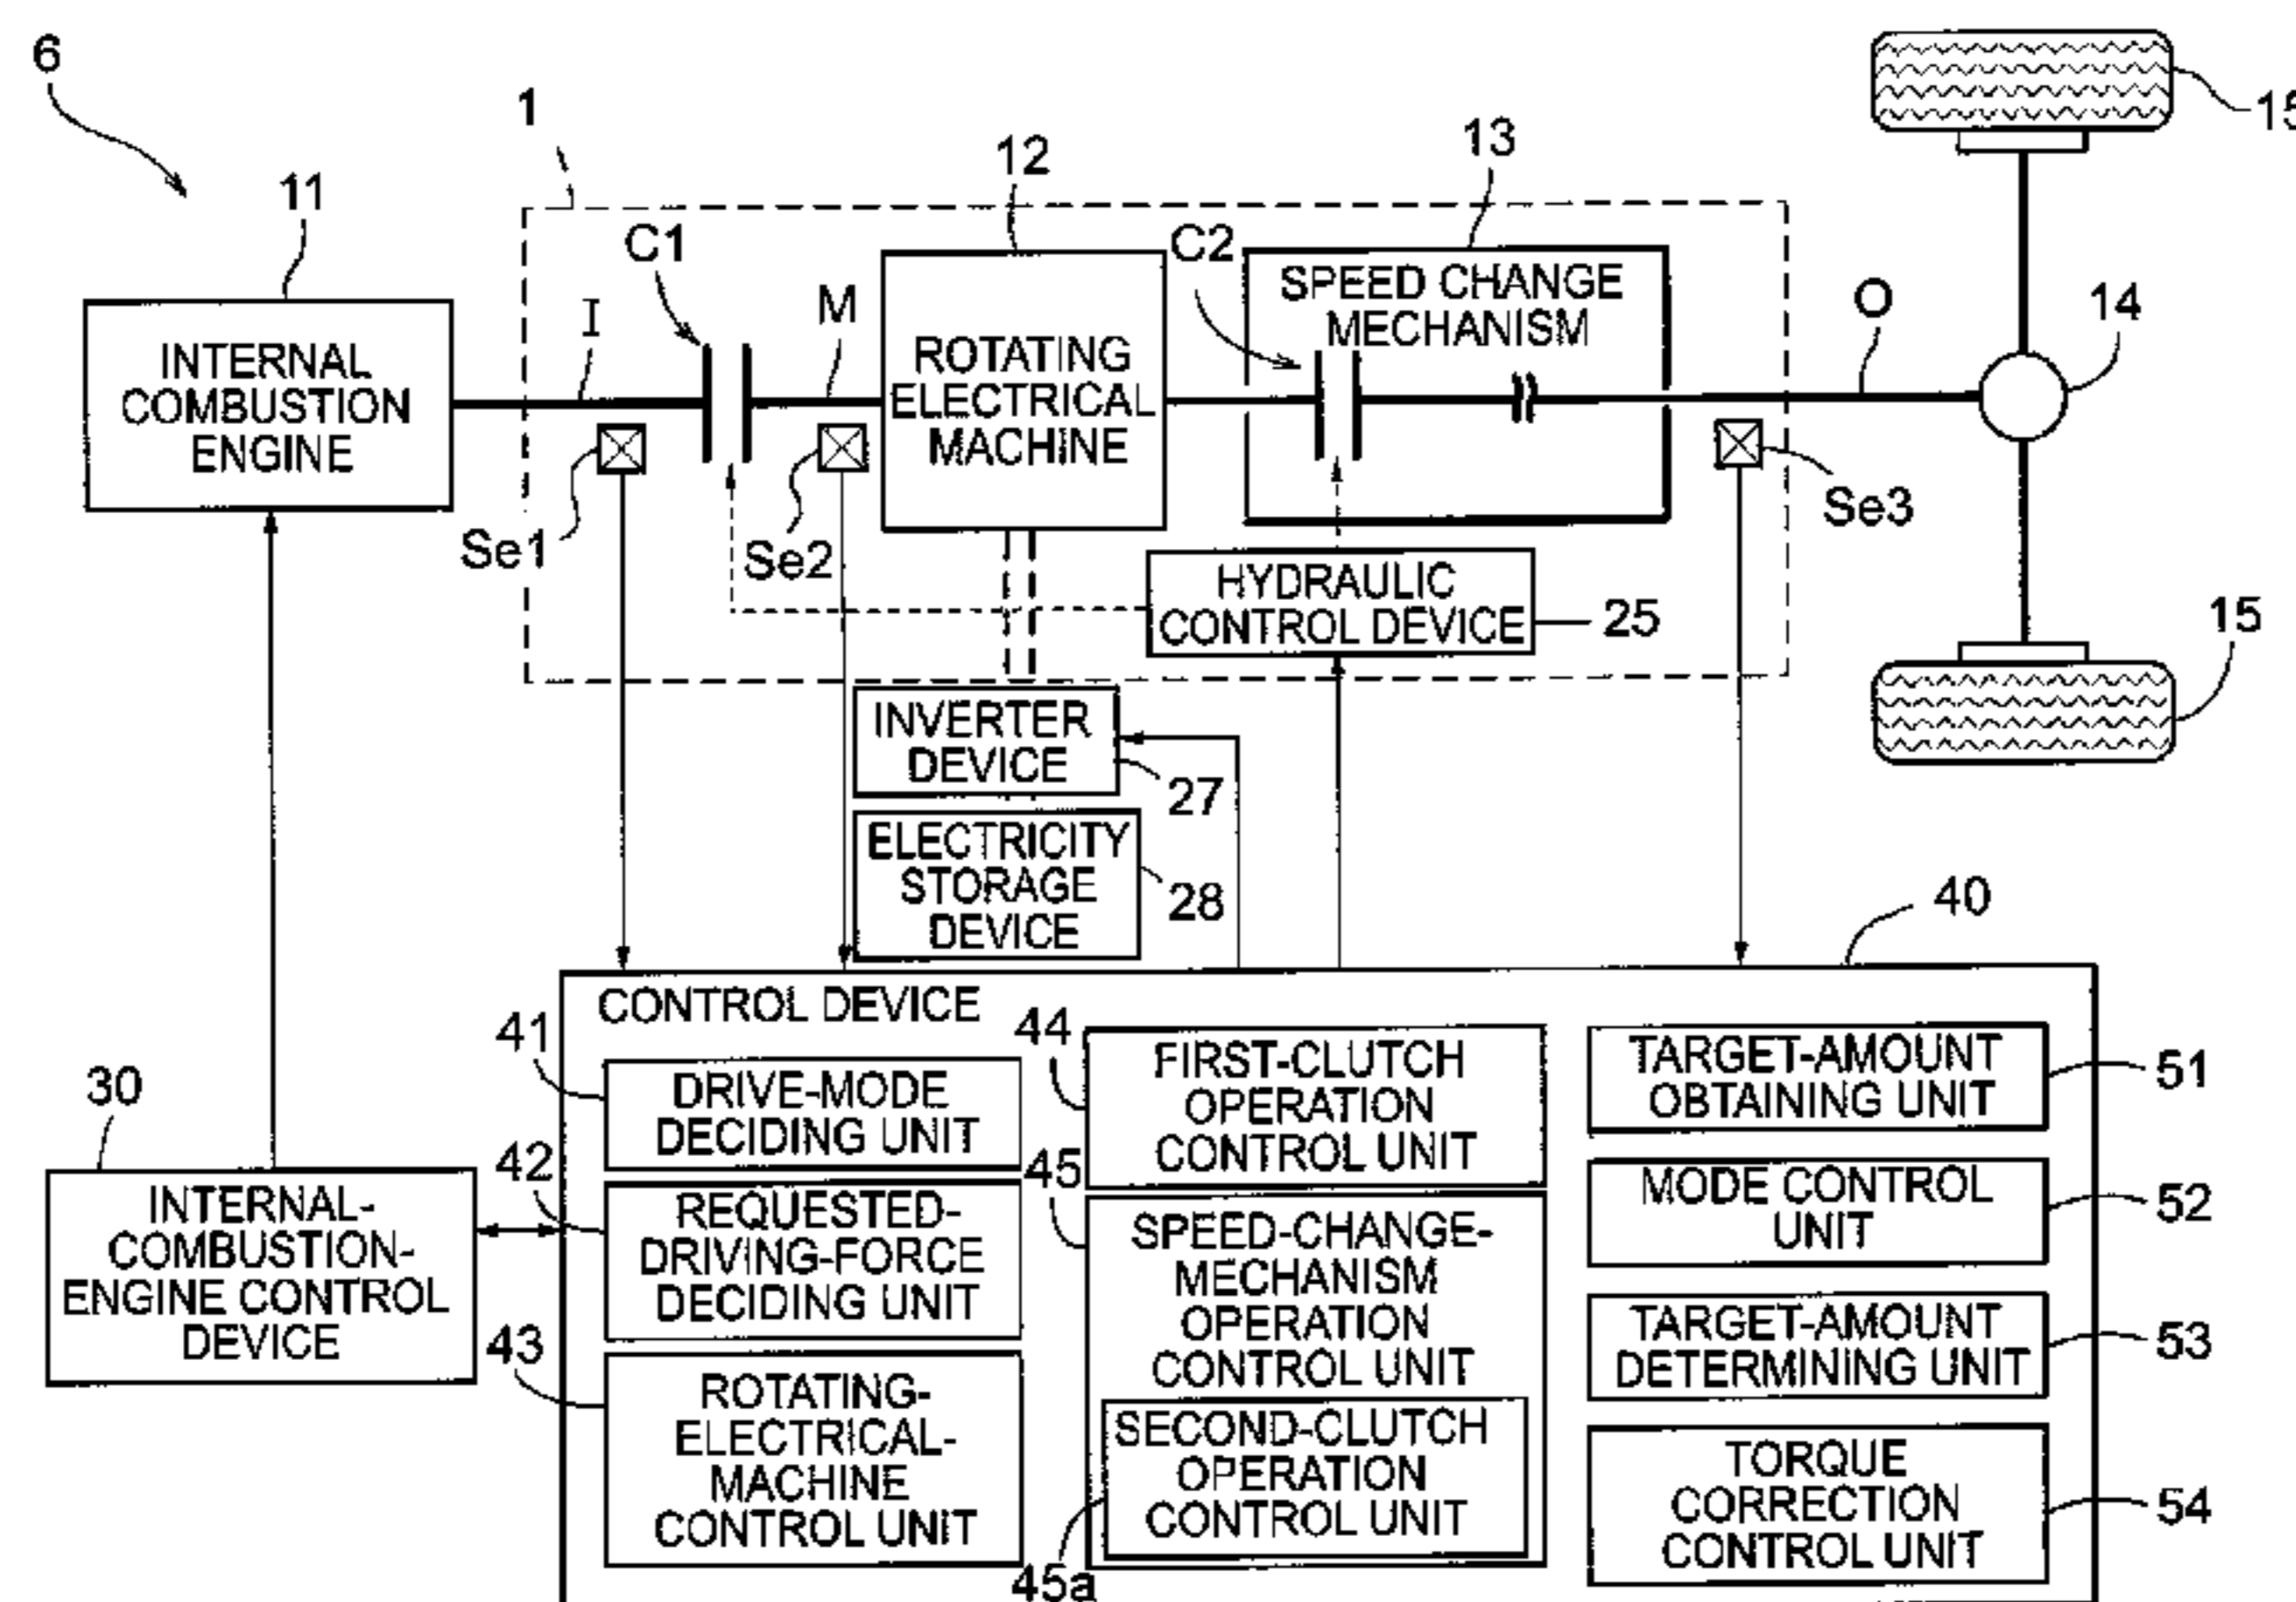 6
1
12
13
15
11
C1
C2
SPEED CHANGE
MECHANISM
I
M
O
14
INTERNAL
COMBUSTION
ENGINE
ROTATING
ELECTRICAL
MACHINE
Se1
Se2
Se3
HYDRAULIC
CONTROL DEVICE
25
15
INVERTER
DEVICE
27
ELECTRICITY
STORAGE
DEVICE
28
40
CONTROL DEVICE
30
INTERNAL-
COMBUSTION-
ENGINE CONTROL
DEVICE
41
DRIVE-MODE
DECIDING UNIT
42
REQUESTED-
DRIVING-FORCE
DECIDING UNIT
43
ROTATING-
ELECTRICAL-
MACHINE
CONTROL UNIT
44
FIRST-CLUTCH
OPERATION
CONTROL UNIT
45
SPEED-CHANGE-
MECHANISM
OPERATION
CONTROL UNIT
SECOND-CLUTCH
OPERATION
CONTROL UNIT
45a
TARGET-AMOUNT
OBTAINING UNIT
51
MODE CONTROL
UNIT
52
TARGET-AMOUNT
DETERMINING UNIT
53
TORQUE
CORRECTION
CONTROL UNIT
54